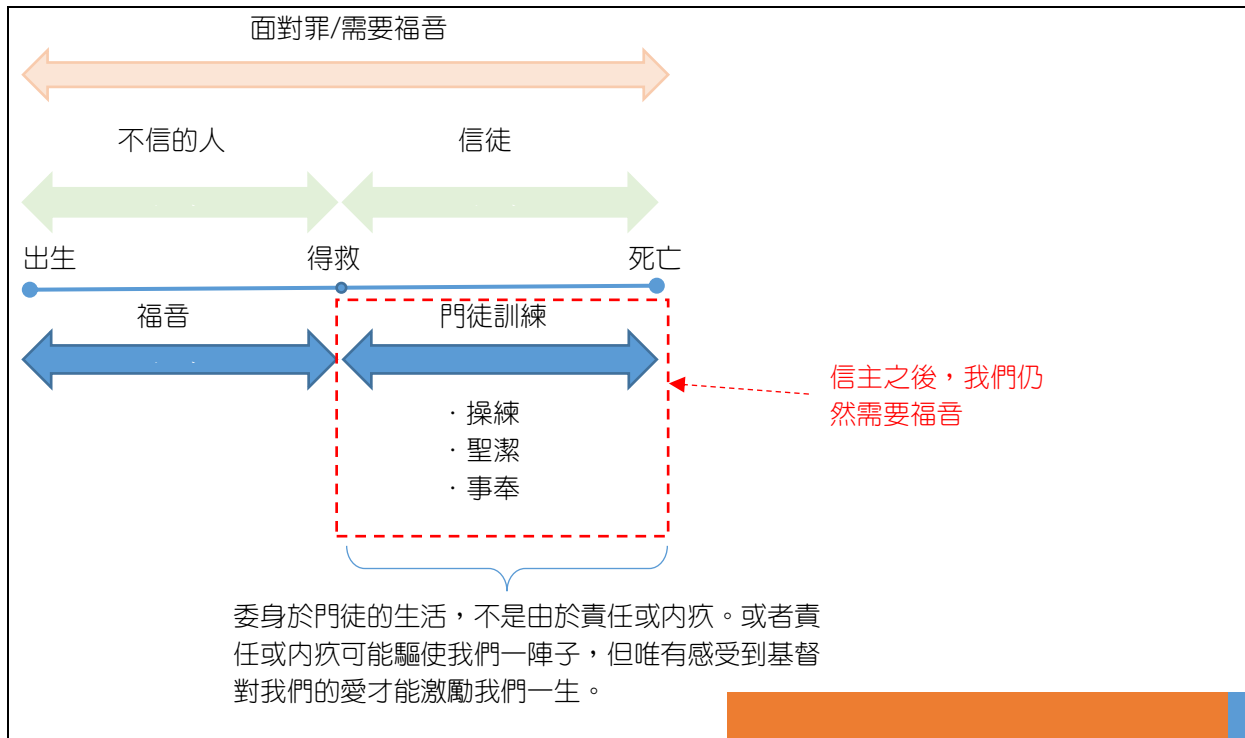 面對罪/需要福音
不信的人
信徒
出生
得救
死亡
福音
門徒訓練
信主之後，我們仍
然需要福音
· 操練
· 聖潔
· 事奉
委身於門徒的生活，不是由於責任或内疚。或者責
任或内疚可能驅使我們一陣子，但唯有感受到基督
對我們的愛才能激勵我們一生。